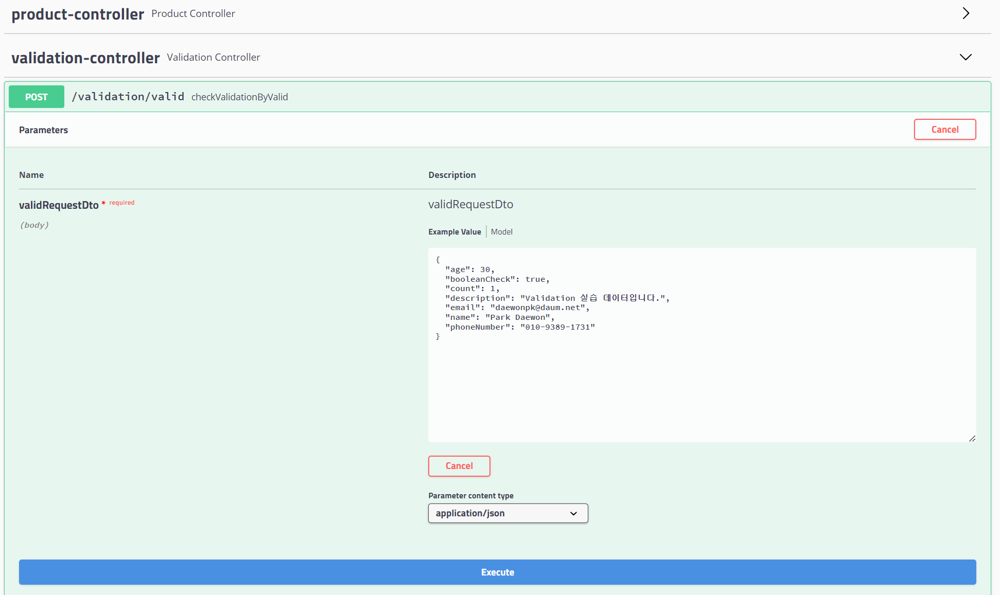 product-controller Product Controller
validation-controller Validation Controller
POST /validation/valid checkValidationByValid
Parameters Cancel
Name Description
validRequestDto * required validRequestDto
(body)
Example Value Model
{
"age": 30,
"booleanCheck": true,
"count": 1,
"description": "Validation 실습 데이터입니다.",
"email": "daewonpk@daum.net",
"name": "Park Daewon",
"phoneNumber": "010-9389-1731"
}
Cancel
Parameter content type
application/json
Execute